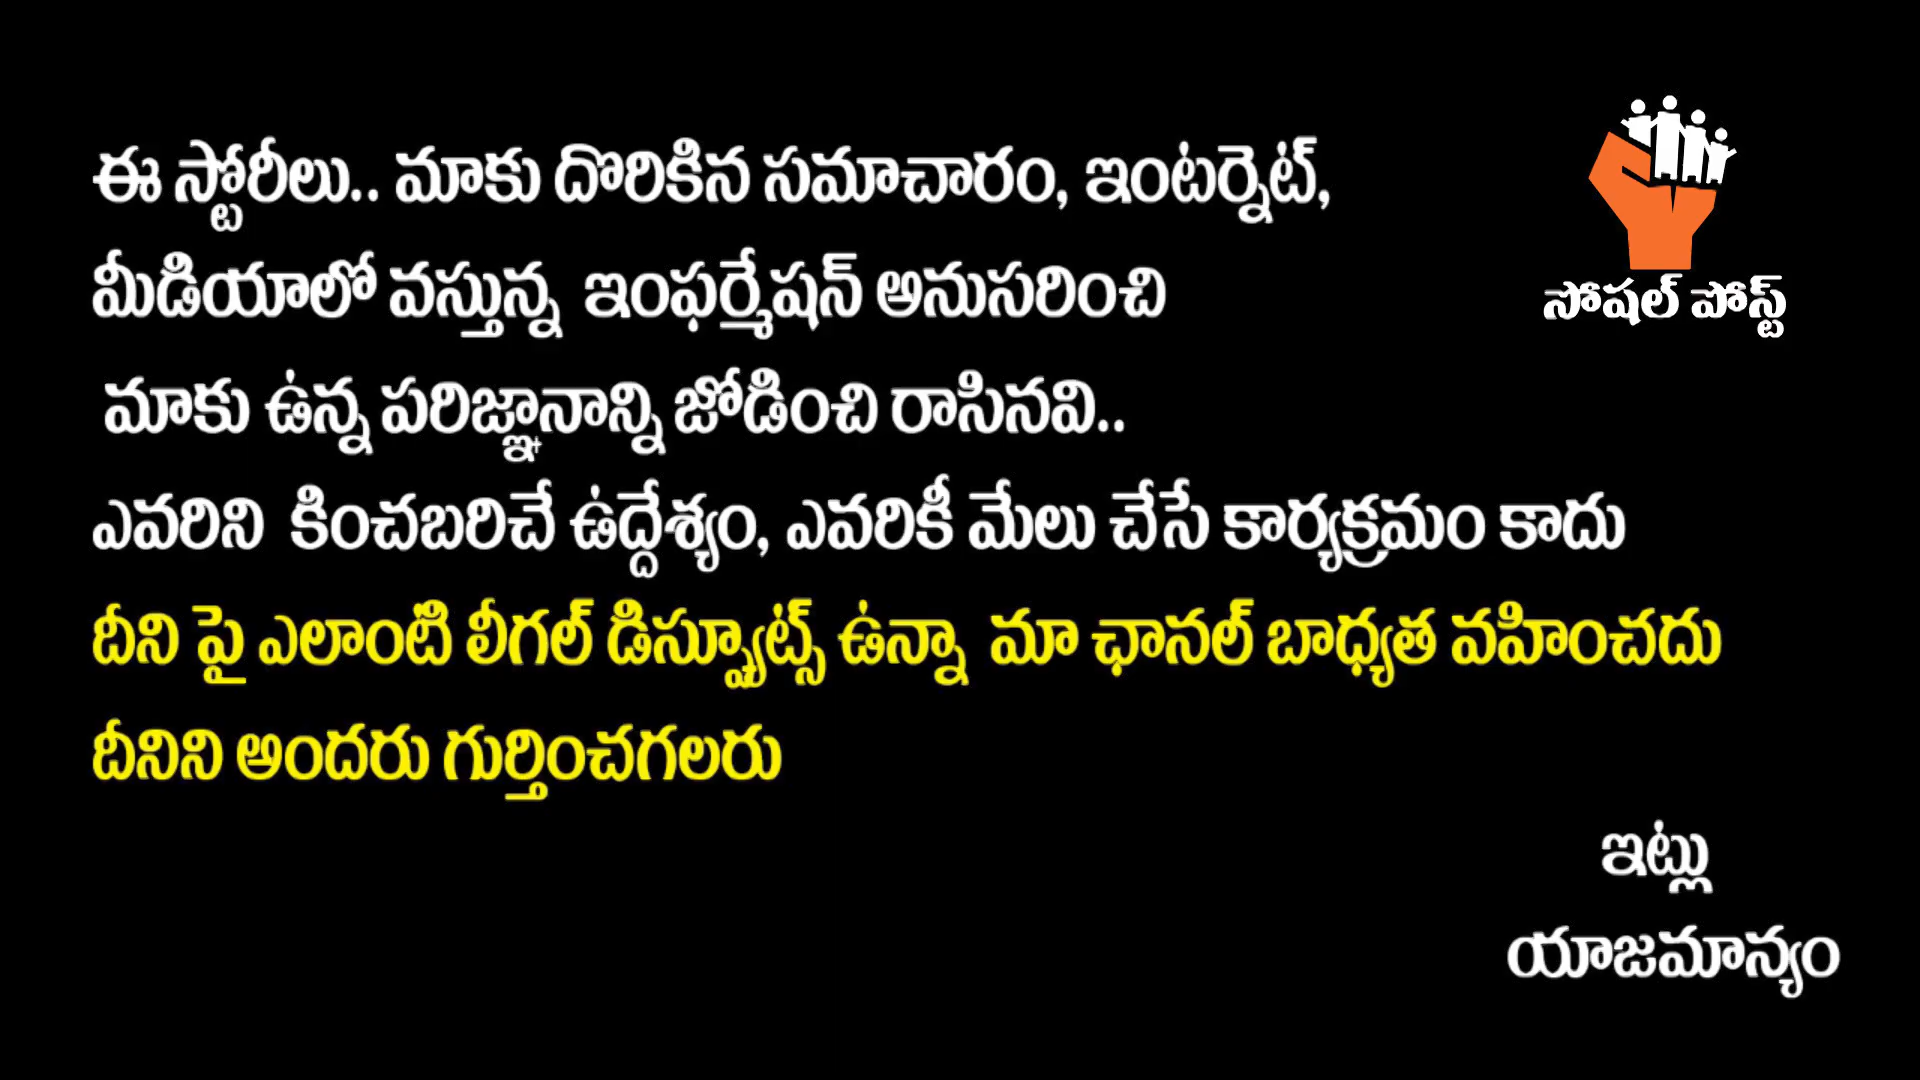 ఈ స్టోరీలు.. మాకు దొరికిన సమాచారం, ఇంటర్నెట్,
మీడియాలో వస్తున్న ఇంఫర్మేషన్ అనుసరించి
మాకు ఉన్న పరిజ్ఞానాన్ని జోడించి రాసినవి..
ఎవరిని కించబరిచే ఉద్దేశ్యం, ఎవరికీ మేలు చేసే కార్యక్రమం కాదు
దీని పై ఎలాంటి లీగల్ డిస్ప్యూట్స్ ఉన్నా మా ఛానల్ బాధ్యత వహించదు
దీనిని అందరు గుర్తించగలరు
ఇట్లు
యాజమాన్యం
సోషల్ పోస్ట్